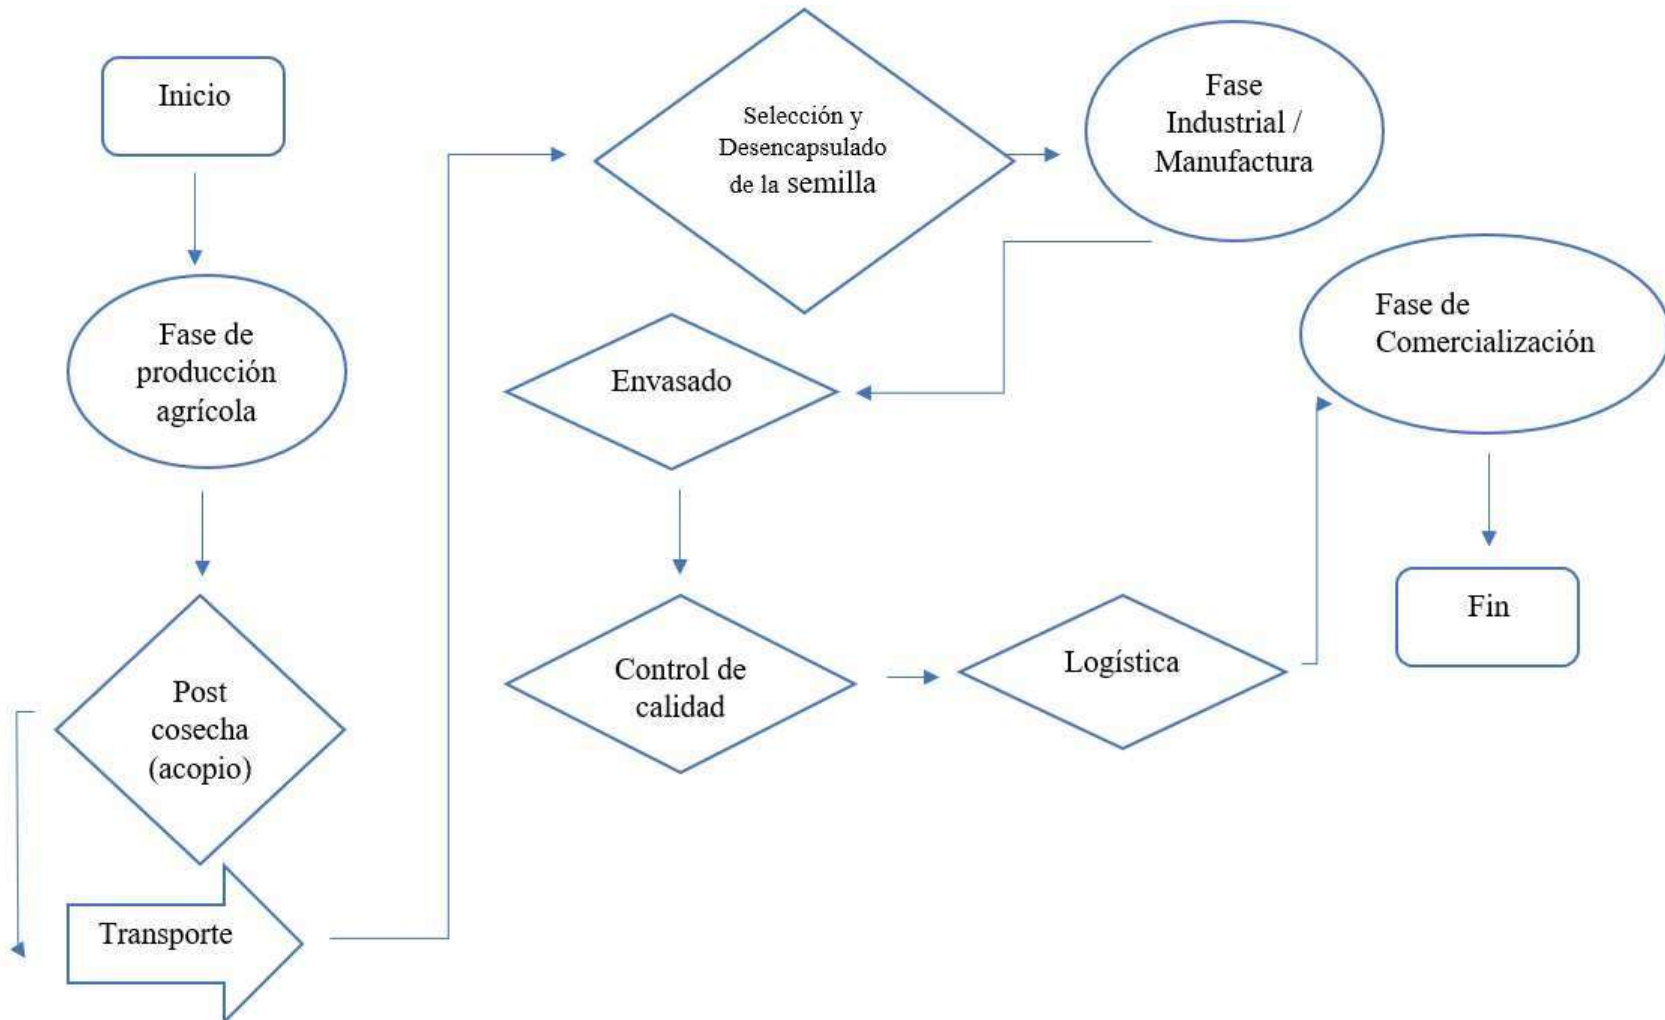 Inicio
Fase de
producción
agrícola
Post
cosecha
(acopio)
Transporte
Selección y
Desencapsulado
de la semilla
Fase
Industrial /
Manufactura
Envasado
Control de
calidad
Logística
Fase de
Comercialización
Fin